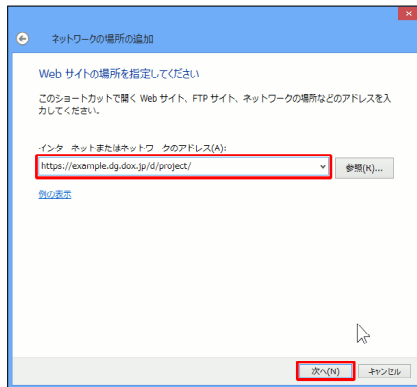 ネットワークの場所の追加
Web サイトの場所を指定してください
このショートカットで開く Web サイト、FTP サイト、ネットワークの場所などのアドレスを入
力してください。
インターネットまたはネットワークのアドレス(A):
https://example.dg.dox.jp/d/project/
参照(R)...
例の表示
次へ(N)
キャンセル